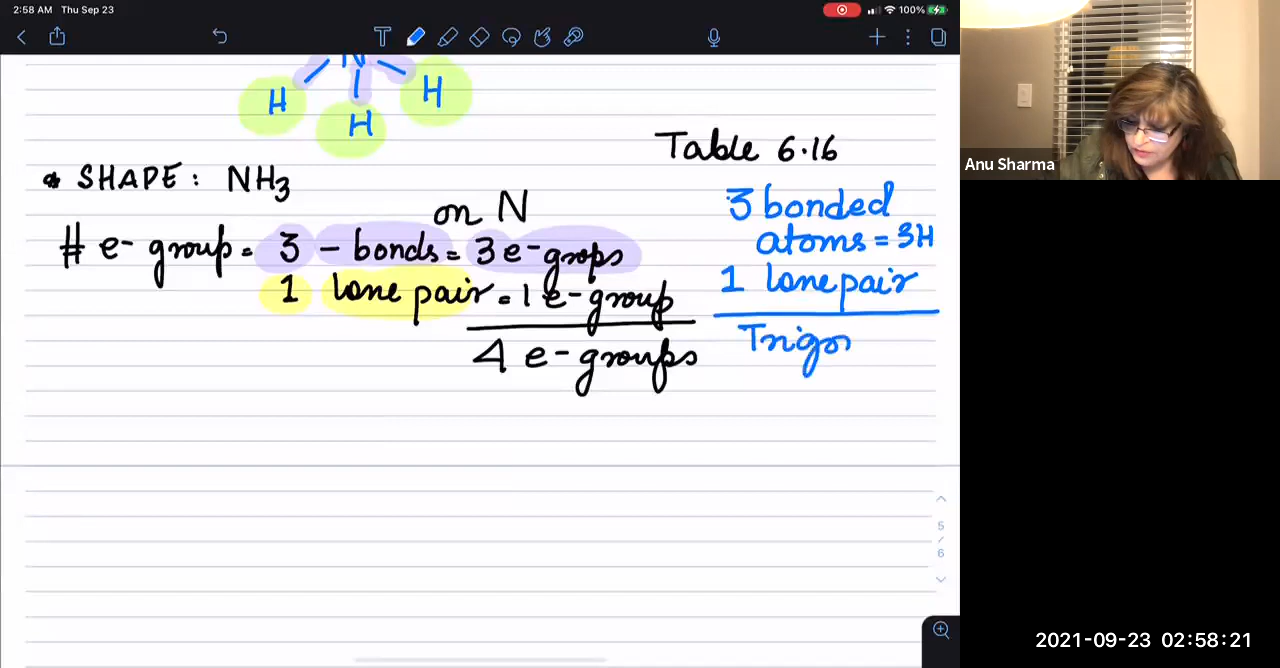 2:58 AM Thu Sep 23
100%
N
H
H
H
Table 6.16
* SHAPE: NH3
on N
# e- group = 3 - bonds = 3 e- grops
1 lone pair = 1 e- group
4 e- groups
3 bonded
atoms = 3H
1 lone pair
Trigo
5
/
6
Anu Sharma
2021-09-23 02:58:21